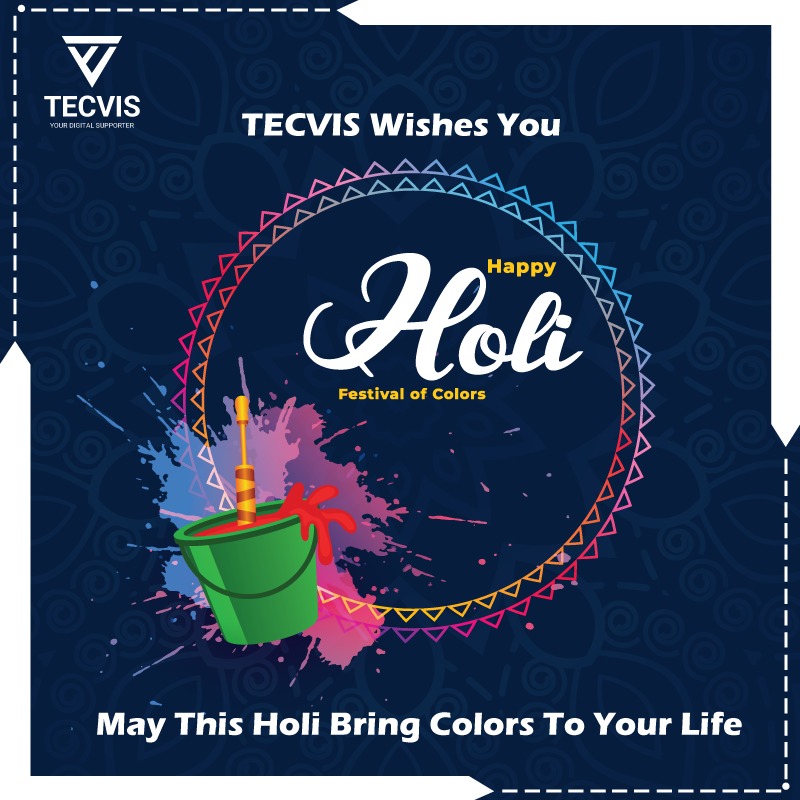 TECVIS
YOUR DIGITAL SUPPORTER
TECVIS Wishes You
Happy
Holi
Festival of Colors
May This Holi Bring Colors To Your Life